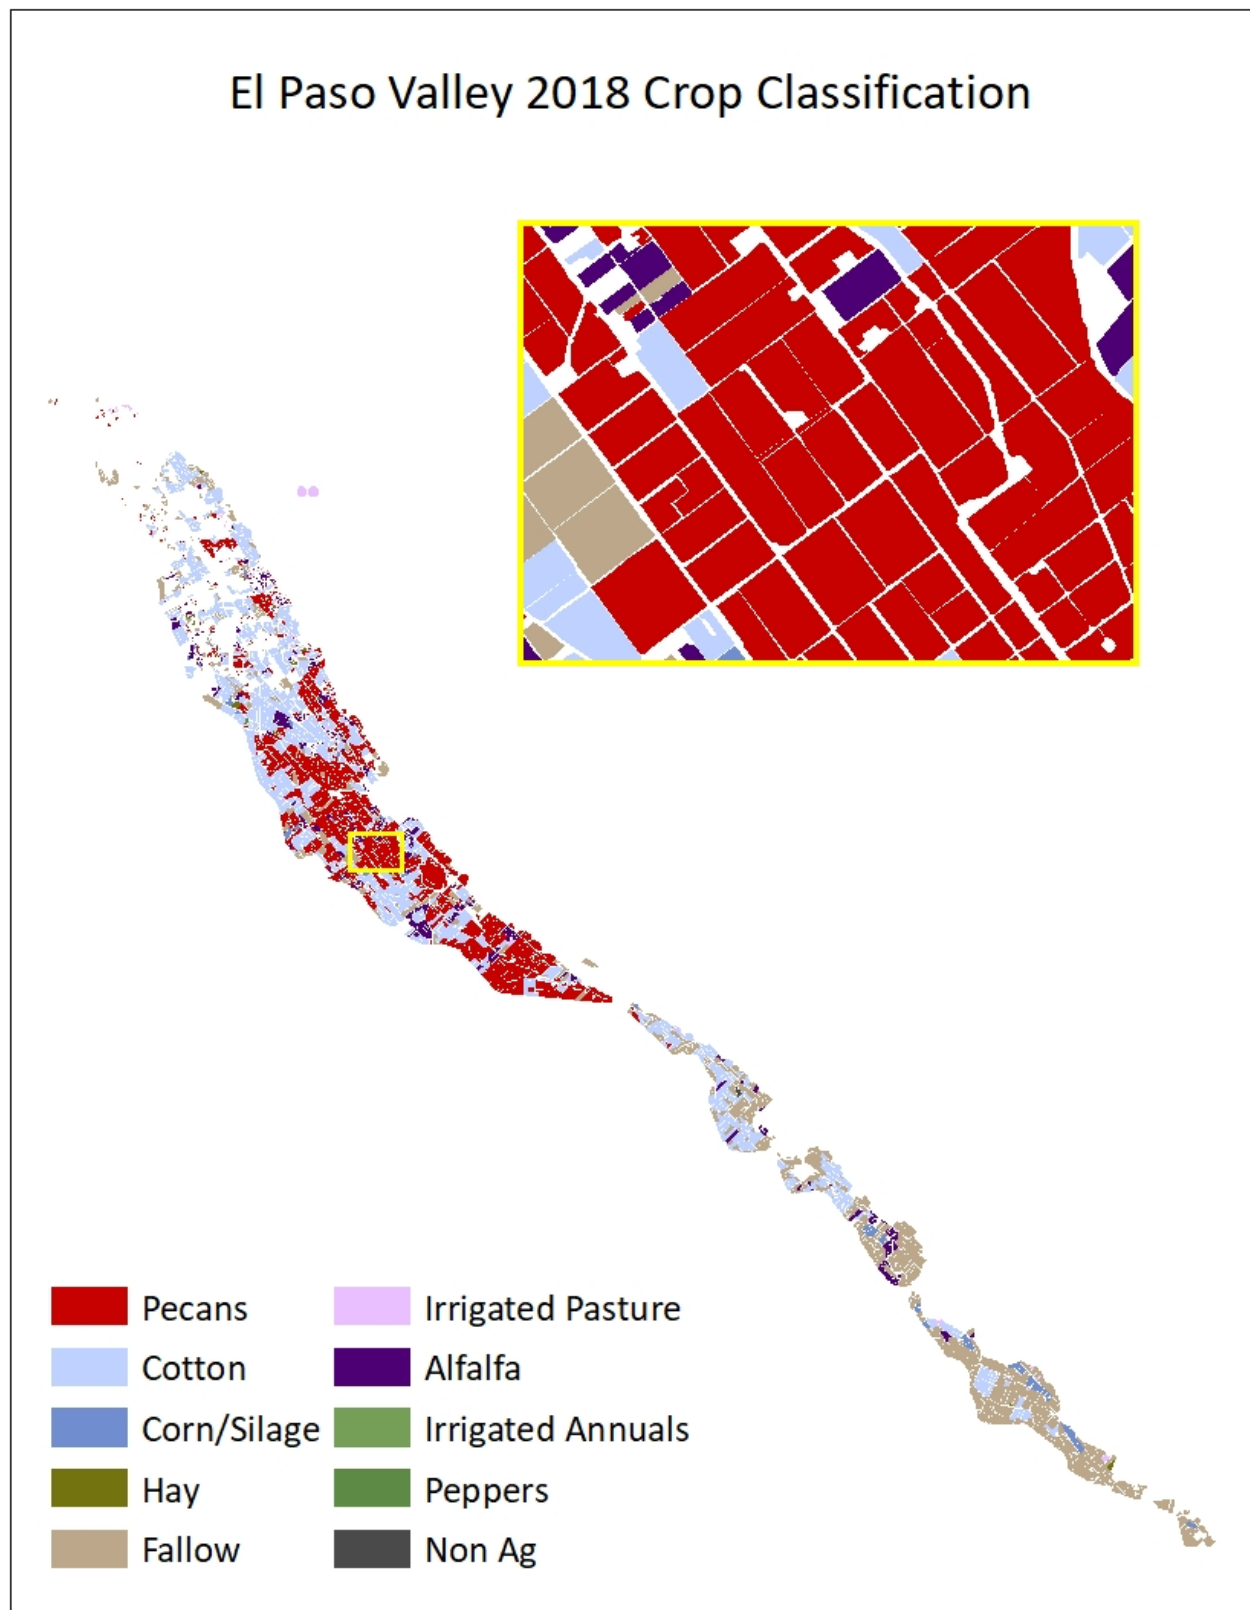 El Paso Valley 2018 Crop Classification
Pecans
Cotton
Corn/Silage
Hay
Fallow
Irrigated Pasture
Alfalfa
Irrigated Annuals
Peppers
Non Ag